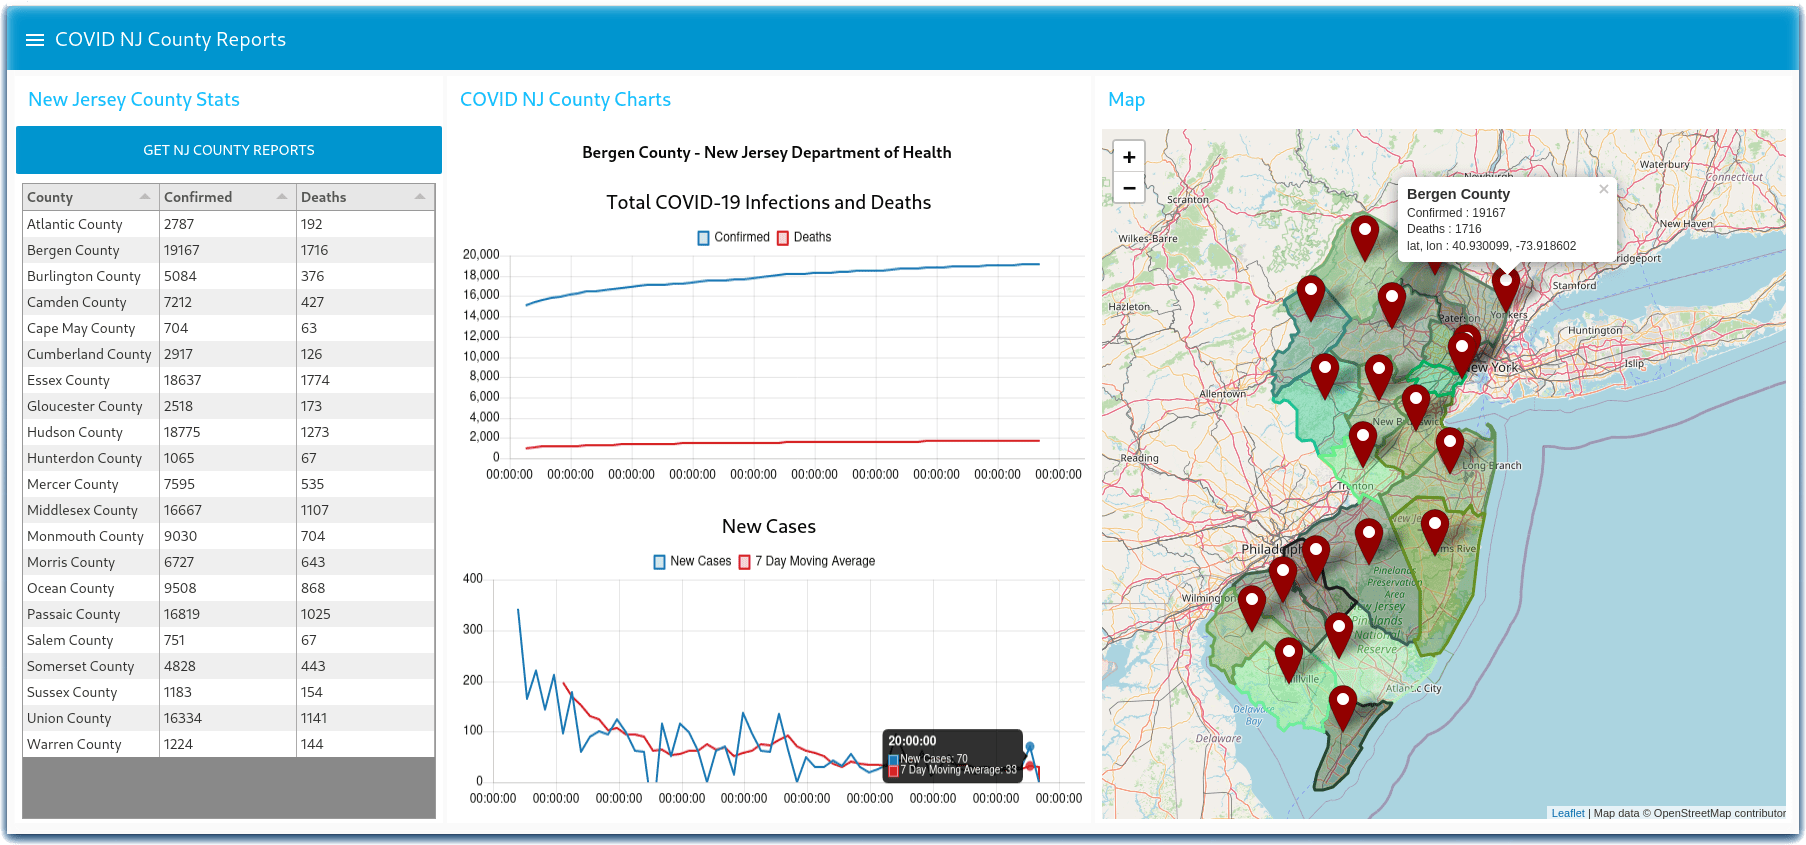 COVID NJ County Reports
New Jersey County Stats
GET NJ COUNTY REPORTS
County Confirmed Deaths
Atlantic County 2787 192
Bergen County 19167 1716
Burlington County 5084 376
Camden County 7212 427
Cape May County 704 63
Cumberland County 2917 126
Essex County 18637 1774
Gloucester County 2518 173
Hudson County 18775 1273
Hunterdon County 1065 67
Mercer County 7595 535
Middlesex County 16667 1107
Monmouth County 9030 704
Morris County 6727 643
Ocean County 9508 868
Passaic County 16819 1025
Salem County 751 67
Somerset County 4828 443
Sussex County 1183 154
Union County 16334 1141
Warren County 1224 144
COVID NJ County Charts
Bergen County - New Jersey Department of Health
Total COVID-19 Infections and Deaths
Confirmed Deaths
20,000
18,000
16,000
14,000
12,000
10,000
8,000
6,000
4,000
2,000
0
00:00:00 00:00:00 00:00:00 00:00:00 00:00:00 00:00:00 00:00:00 00:00:00 00:00:00 00:00:00
New Cases
New Cases 7 Day Moving Average
400
300
200
100
0
20:00:00
New Cases: 70
7 Day Moving Average: 33
00:00:00 00:00:00 00:00:00 00:00:00 00:00:00 00:00:00 00:00:00 00:00:00 00:00:00 00:00:00
Map
+
−
Bergen County ×
Confirmed : 19167
Deaths : 1716
lat, lon : 40.930099, -73.918602
Scranton
Waterbury
Connecticut
New Haven
Wilkes-Barre
Stamford
Hazleton
Paterson
Yonkers
Huntington
Islip
Allentown
Reading
Long Branch
Trenton
Pinelands
Preservation
Area
National
Reserve
Wilmington
Atlantic City
Delaware
Bay
Delaware
Leaflet | Map data © OpenStreetMap contributor